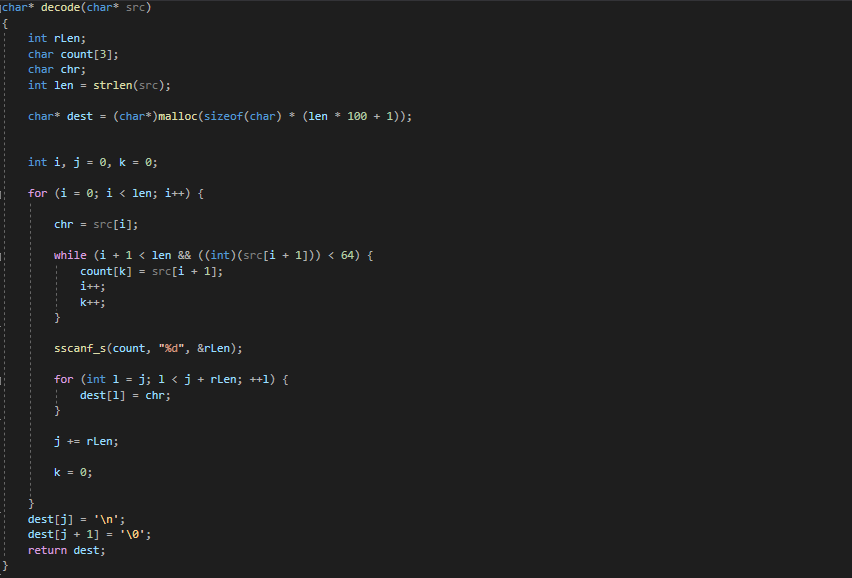 char* decode(char* src)
{
    int rLen;
    char count[3];
    char chr;
    int len = strlen(src);
    char* dest = (char*)malloc(sizeof(char) * (len * 100 + 1));
    int i, j = 0, k = 0;
    for (i = 0; i < len; i++) {
        chr = src[i];
        while (i + 1 < len && ((int)(src[i + 1])) < 64) {
            count[k] = src[i + 1];
            i++;
            k++;
        }
        sscanf_s(count, "%d", &rLen);
        for (int l = j; l < j + rLen; ++l) {
            dest[l] = chr;
        }
        j += rLen;
        k = 0;
    }
    dest[j] = '\n';
    dest[j + 1] = '\0';
    return dest;
}